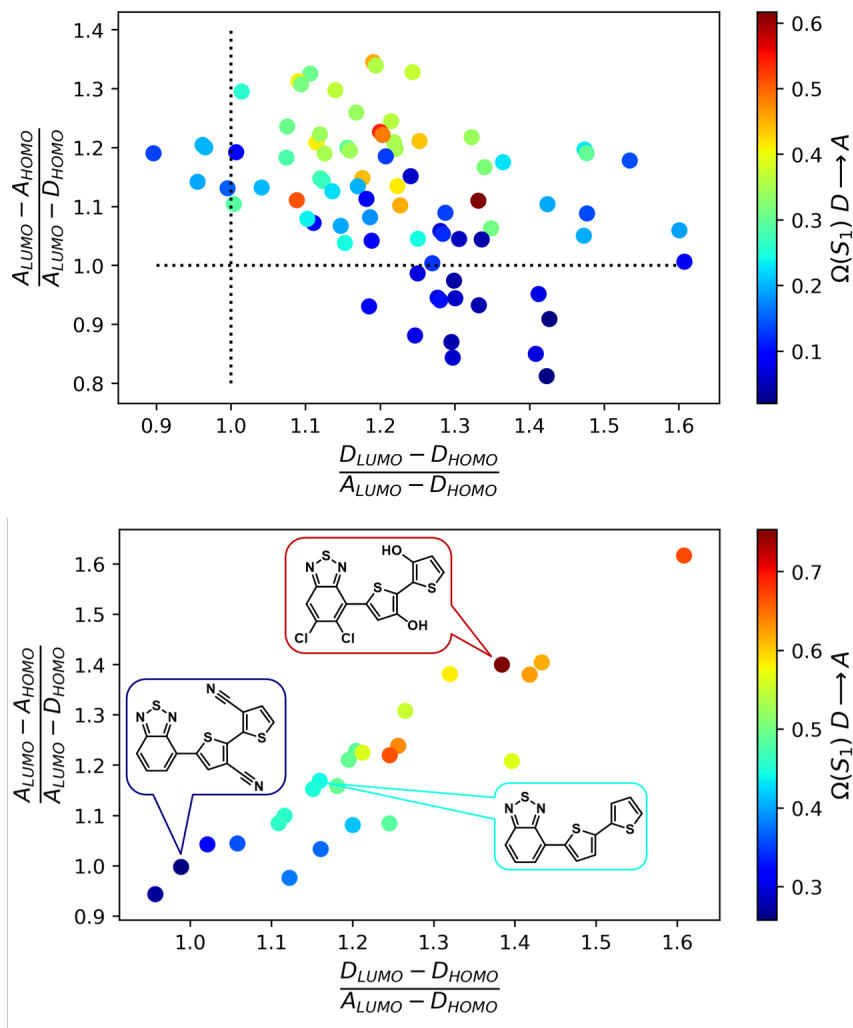 1.4
1.3
1.2
1.1
1.0
0.9
0.8
A_LUMO − A_HOMO
A_LUMO − D_HOMO
0.9 1.0 1.1 1.2 1.3 1.4 1.5 1.6
D_LUMO − D_HOMO
A_LUMO − D_HOMO
0.6
0.5
0.4
0.3
0.2
0.1
Ω(S₁) D ⟶ A
1.6
1.5
1.4
1.3
1.2
1.1
1.0
0.9
A_LUMO − A_HOMO
A_LUMO − D_HOMO
HO
S
N N
S
S
OH
Cl Cl
N
S
N N
S
S
N
S
N N
S
S
1.0 1.1 1.2 1.3 1.4 1.5 1.6
D_LUMO − D_HOMO
A_LUMO − D_HOMO
0.7
0.6
0.5
0.4
0.3
Ω(S₁) D ⟶ A